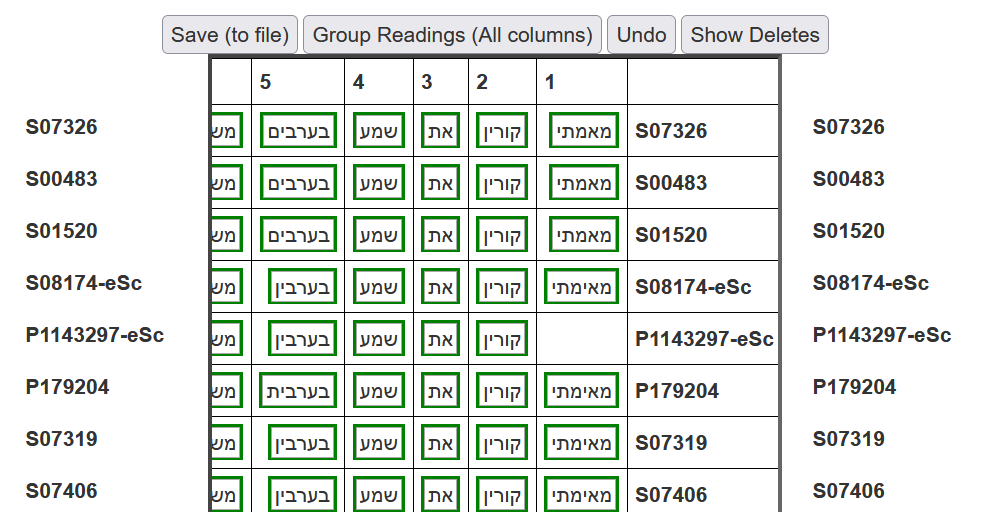 Save (to file) Group Readings (All columns) Undo Show Deletes
5 4 3 2 1
S07326 מאמתי קורין את שמע בערבים מש S07326 S07326
S00483 מאמתי קורין את שמע בערבים מש S00483 S00483
S01520 מאמתי קורין את שמע בערבים מש S01520 S01520
S08174-eSc מאימתי קורין את שמע בערבין מש S08174-eSc S08174-eSc
P1143297-eSc קורין את שמע בערבין מש P1143297-eSc P1143297-eSc
P179204 מאימתי קורין את שמע בערבית מש P179204 P179204
S07319 מאימתי קורין את שמע בערבין מש S07319 S07319
S07406 מאימתי קורין את שמע בערבין מש S07406 S07406